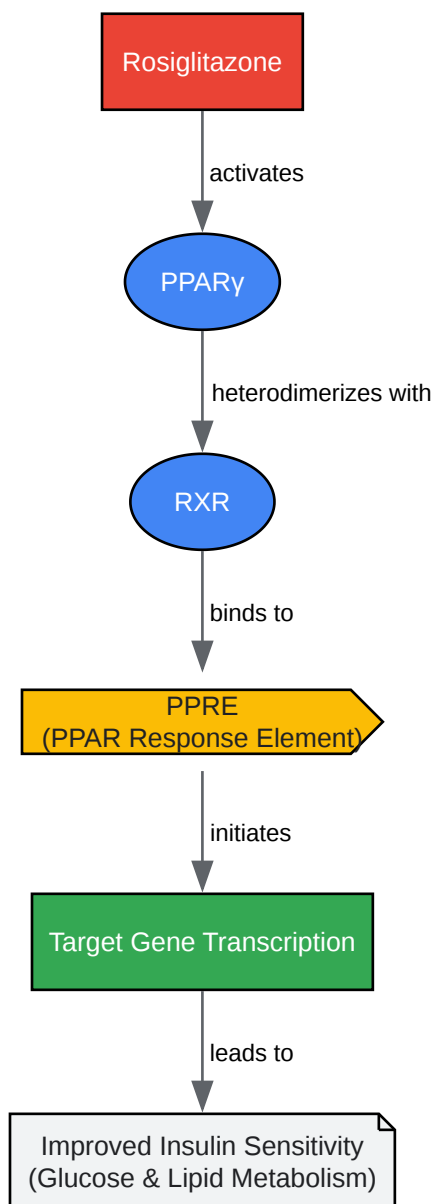 Rosiglitazone
activates
PPARγ
heterodimerizes with
RXR
binds to
PPRE
(PPAR Response Element)
initiates
Target Gene Transcription
leads to
Improved Insulin Sensitivity
(Glucose & Lipid Metabolism)